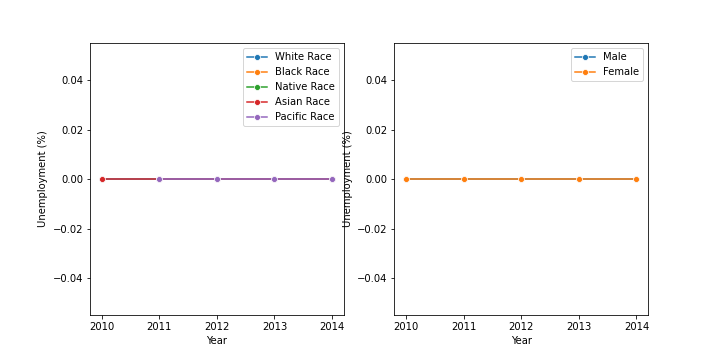 White Race
Black Race
Native Race
Asian Race
Pacific Race
0.04
0.02
0.00
−0.02
−0.04
Unemployment (%)
2010 2011 2012 2013 2014
Year
Male
Female
0.04
0.02
0.00
−0.02
−0.04
Unemployment (%)
2010 2011 2012 2013 2014
Year